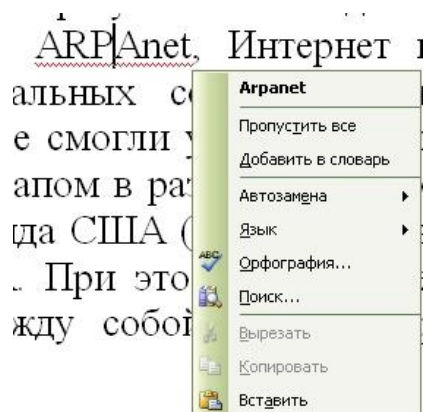 ARPAnet, Интернет
альных
е смогли
апом в раз
да США (
. При это
жду собой
Arpanet
Пропустить все
Добавить в словарь
Автозамена
Язык
Орфография...
Поиск...
Вырезать
Копировать
Вставить